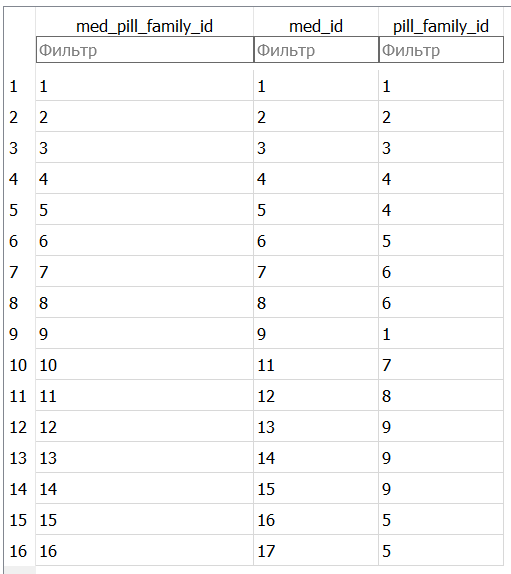 med_pill_family_id med_id pill_family_id
Фильтр Фильтр Фильтр
1 1 1 1
2 2 2 2
3 3 3 3
4 4 4 4
5 5 5 4
6 6 6 5
7 7 7 6
8 8 8 6
9 9 9 1
10 10 11 7
11 11 12 8
12 12 13 9
13 13 14 9
14 14 15 9
15 15 16 5
16 16 17 5